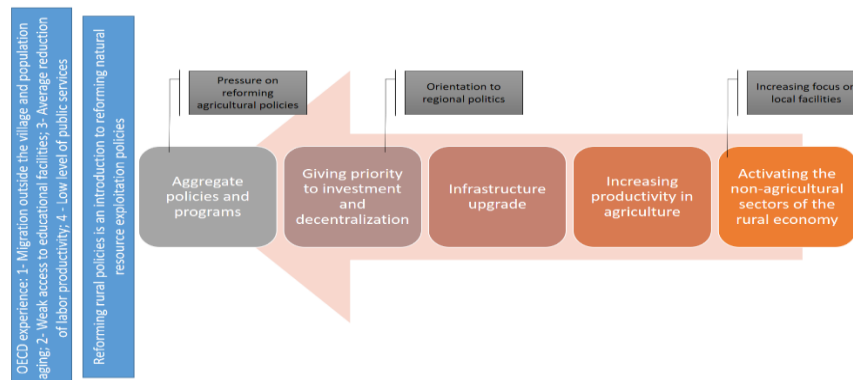 OECD experience: 1- Migration outside the village and population
aging; 2- Weak access to educational facilities; 3- Average reduction
of labor productivity; 4 - Low level of public services
Reforming rural policies is an introduction to reforming natural
resource exploitation policies
Pressure on
reforming
agricultural policies
Orientation to
regional politics
Increasing focus on
local facilities
Aggregate
policies and
programs
Giving priority
to investment
and
decentralization
Infrastructure
upgrade
Increasing
productivity in
agriculture
Activating the
non-agricultural
sectors of the
rural economy